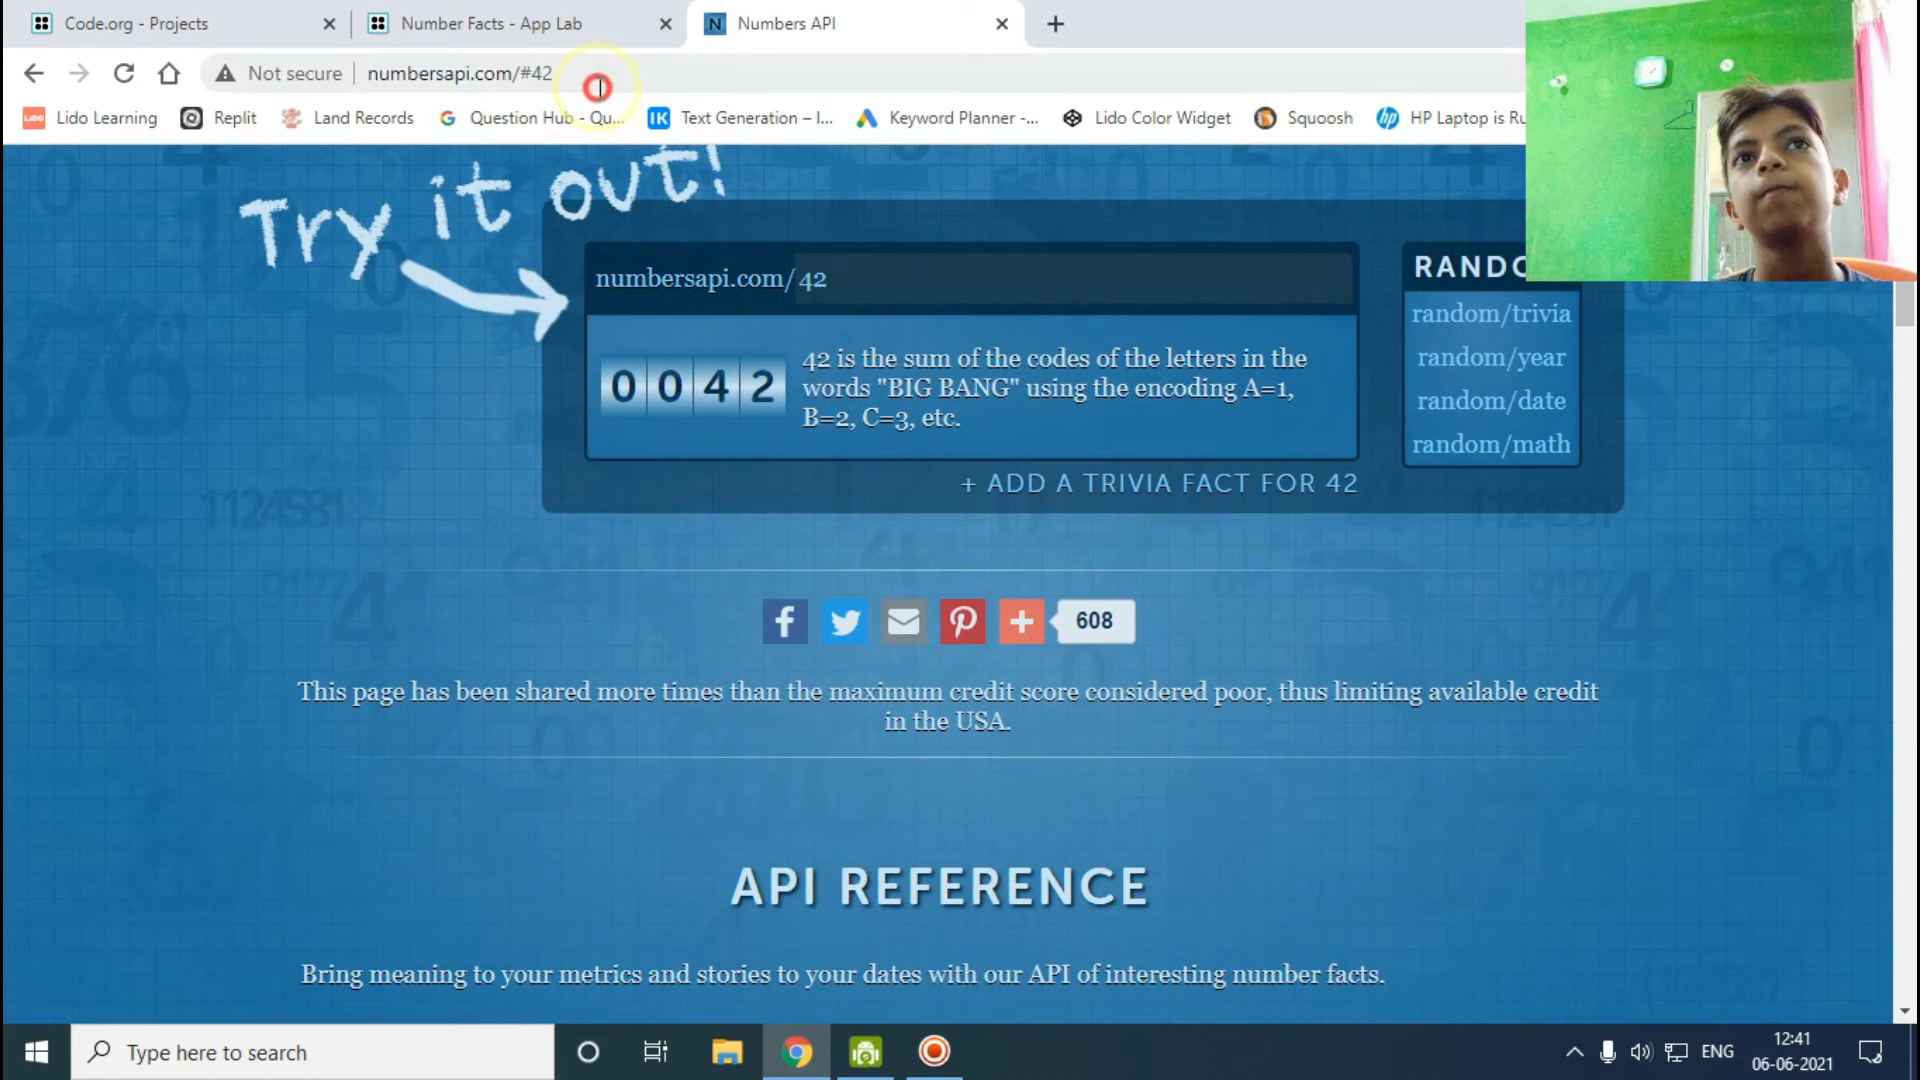 Code.org - Projects
Number Facts - App Lab
Numbers API
Not secure
numbersapi.com/#42
Lido Learning
Replit
Land Records
Question Hub - Qu...
Text Generation – I...
Keyword Planner -...
Lido Color Widget
Squoosh
HP Laptop is Ru
Try it out!
numbersapi.com/42
0042
42 is the sum of the codes of the letters in the
words "BIG BANG" using the encoding A=1,
B=2, C=3, etc.
+ ADD A TRIVIA FACT FOR 42
RANDO
random/trivia
random/year
random/date
random/math
1124581
608
This page has been shared more times than the maximum credit score considered poor, thus limiting available credit
in the USA.
API REFERENCE
Bring meaning to your metrics and stories to your dates with our API of interesting number facts.
Type here to search
ENG
12:41
06-06-2021